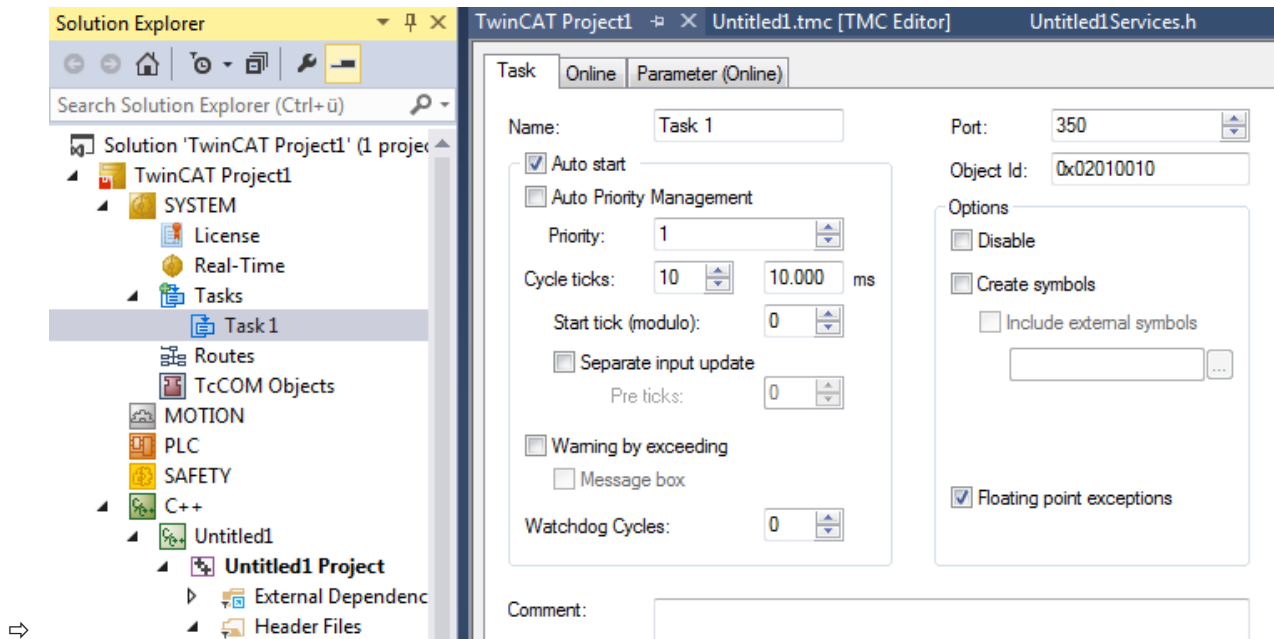 Solution Explorer
Search Solution Explorer (Ctrl+ü)
Solution 'TwinCAT Project1' (1 projec
TwinCAT Project1
SYSTEM
License
Real-Time
Tasks
Task 1
Routes
TcCOM Objects
MOTION
PLC
SAFETY
C++
Untitled1
Untitled1 Project
External Dependenc
Header Files
TwinCAT Project1 Untitled1.tmc [TMC Editor] Untitled1Services.h
Task Online Parameter (Online)
Name: Task 1
Auto start
Auto Priority Management
Priority: 1
Cycle ticks: 10 10.000 ms
Start tick (modulo): 0
Separate input update
Pre ticks: 0
Warning by exceeding
Message box
Watchdog Cycles: 0
Port: 350
Object Id: 0x02010010
Options
Disable
Create symbols
Include external symbols
...
Floating point exceptions
Comment: